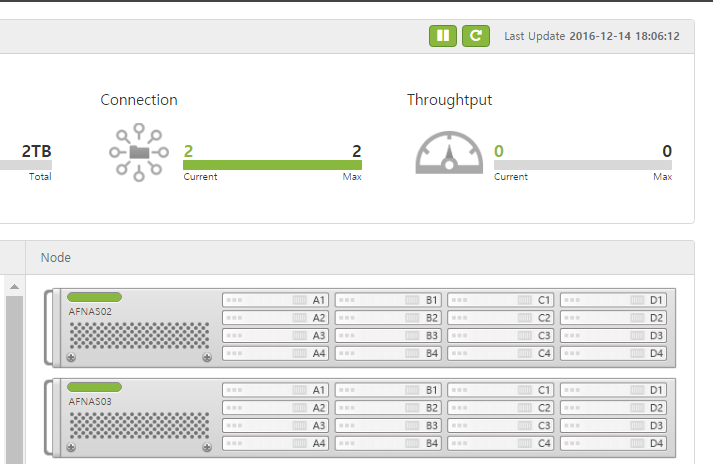 Last Update 2016-12-14 18:06:12
Connection
Throughtput
2TB
Total
2 2
Current Max
0 0
Current Max
Node
AFNAS02
A1 B1 C1 D1
A2 B2 C2 D2
A3 B3 C3 D3
A4 B4 C4 D4
AFNAS03
A1 B1 C1 D1
A2 B2 C2 D2
A3 B3 C3 D3
A4 B4 C4 D4